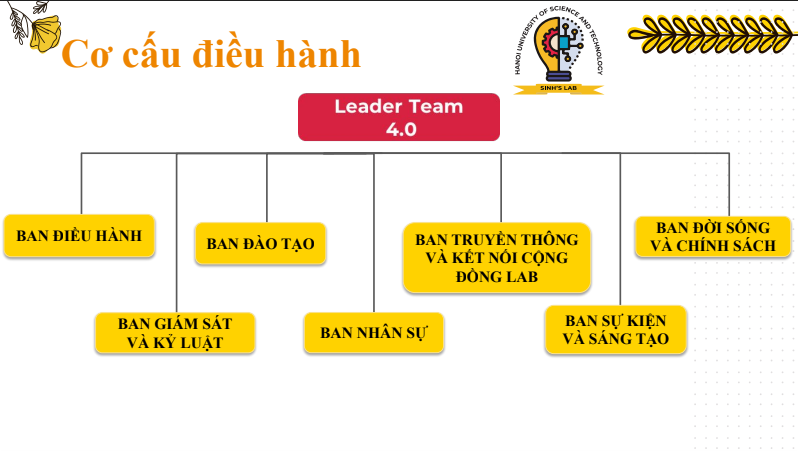 Cơ cấu điều hành
HANOI UNIVERSITY OF SCIENCE AND TECHNOLOGY
SINH'S LAB
Leader Team
4.0
BAN ĐIỀU HÀNH
BAN ĐÀO TẠO
BAN TRUYỀN THÔNG
VÀ KẾT NỐI CỘNG
ĐỒNG LAB
BAN ĐỜI SỐNG
VÀ CHÍNH SÁCH
BAN GIÁM SÁT
VÀ KỶ LUẬT
BAN NHÂN SỰ
BAN SỰ KIỆN
VÀ SÁNG TẠO